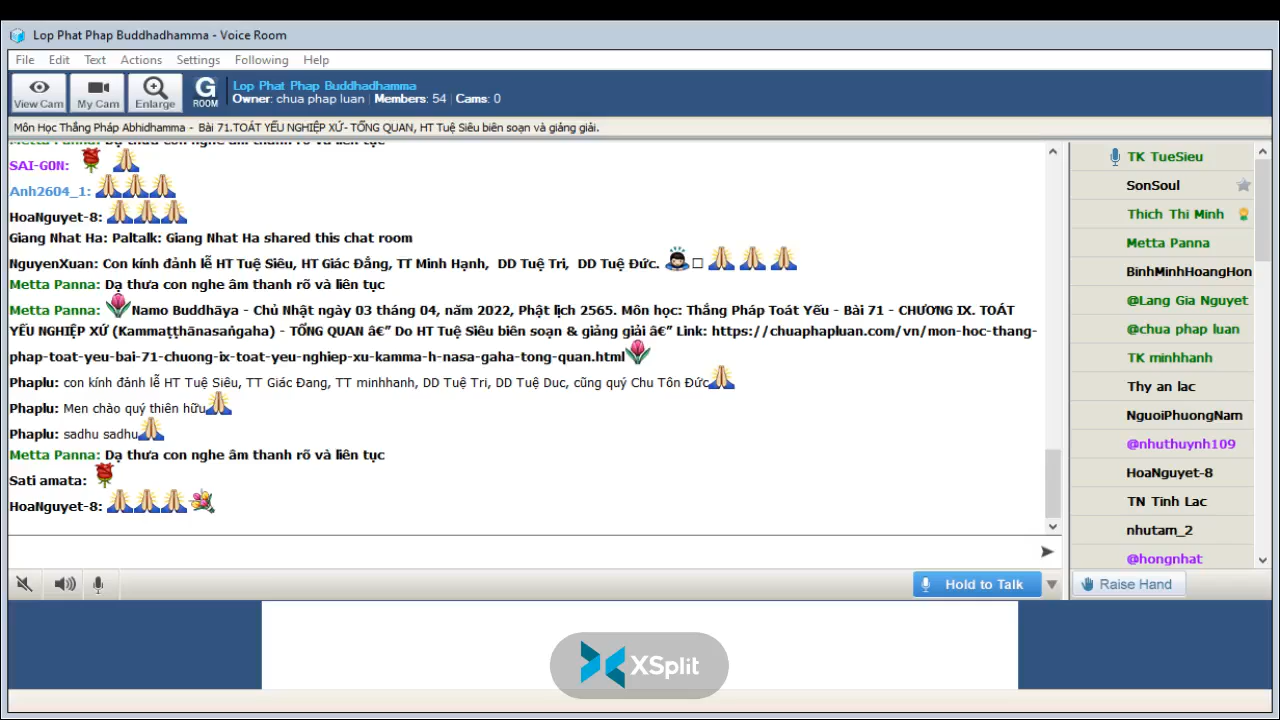 Lop Phat Phap Buddhadhamma - Voice Room
File Edit Text Actions Settings Following Help
View Cam My Cam Enlarge G ROOM
Lop Phat Phap Buddhadhamma
Owner: chua phap luan | Members: 54 | Cams: 0
Môn Học Thắng Pháp Abhidhamma - Bài 71.TOÁT YẾU NGHIỆP XỨ- TỔNG QUAN, HT Tuệ Siêu biên soạn và giảng giải.
Metta Panna: Dạ thưa con nghe âm thanh rõ và liên tục
SAI-G0N:
Anh2604_1:
HoaNguyet-8:
Giang Nhat Ha: Paltalk: Giang Nhat Ha shared this chat room
NguyenXuan: Con kính đảnh lễ HT Tuệ Siêu, HT Giác Đẳng, TT Minh Hạnh, DD Tuệ Tri, DD Tuệ Đức.
Metta Panna: Dạ thưa con nghe âm thanh rõ và liên tục
Metta Panna: Namo Buddhāya - Chủ Nhật ngày 03 tháng 04, năm 2022, Phật lịch 2565. Môn học: Thắng Pháp Toát Yếu - Bài 71 - CHƯƠNG IX. TOÁT
YẾU NGHIỆP XỨ (Kammaṭṭhānasaṅgaha) - TỔNG QUAN â€" Do HT Tuệ Siêu biên soạn & giảng giải â€" Link: https://chuaphapluan.com/vn/mon-hoc-thang-
phap-toat-yeu-bai-71-chuong-ix-toat-yeu-nghiep-xu-kamma-h-nasa-gaha-tong-quan.html
Phaplu: con kính đảnh lễ HT Tuệ Siêu, TT Giác Đang, TT minhhanh, DD Tuệ Tri, DD Tuệ Duc, cũng quý Chu Tôn Đức
Phaplu: Men chào quý thiên hữu
Phaplu: sadhu sadhu
Metta Panna: Dạ thưa con nghe âm thanh rõ và liên tục
Sati amata:
HoaNguyet-8:
Hold to Talk
TK TueSieu
SonSoul
Thich Thi Minh
Metta Panna
BinhMinhHoangHon
@Lang Gia Nguyet
@chua phap luan
TK minhhanh
Thy an lac
NguoiPhuongNam
@nhuthuynh109
HoaNguyet-8
TN Tinh Lac
nhutam_2
@hongnhat
Raise Hand
XSplit